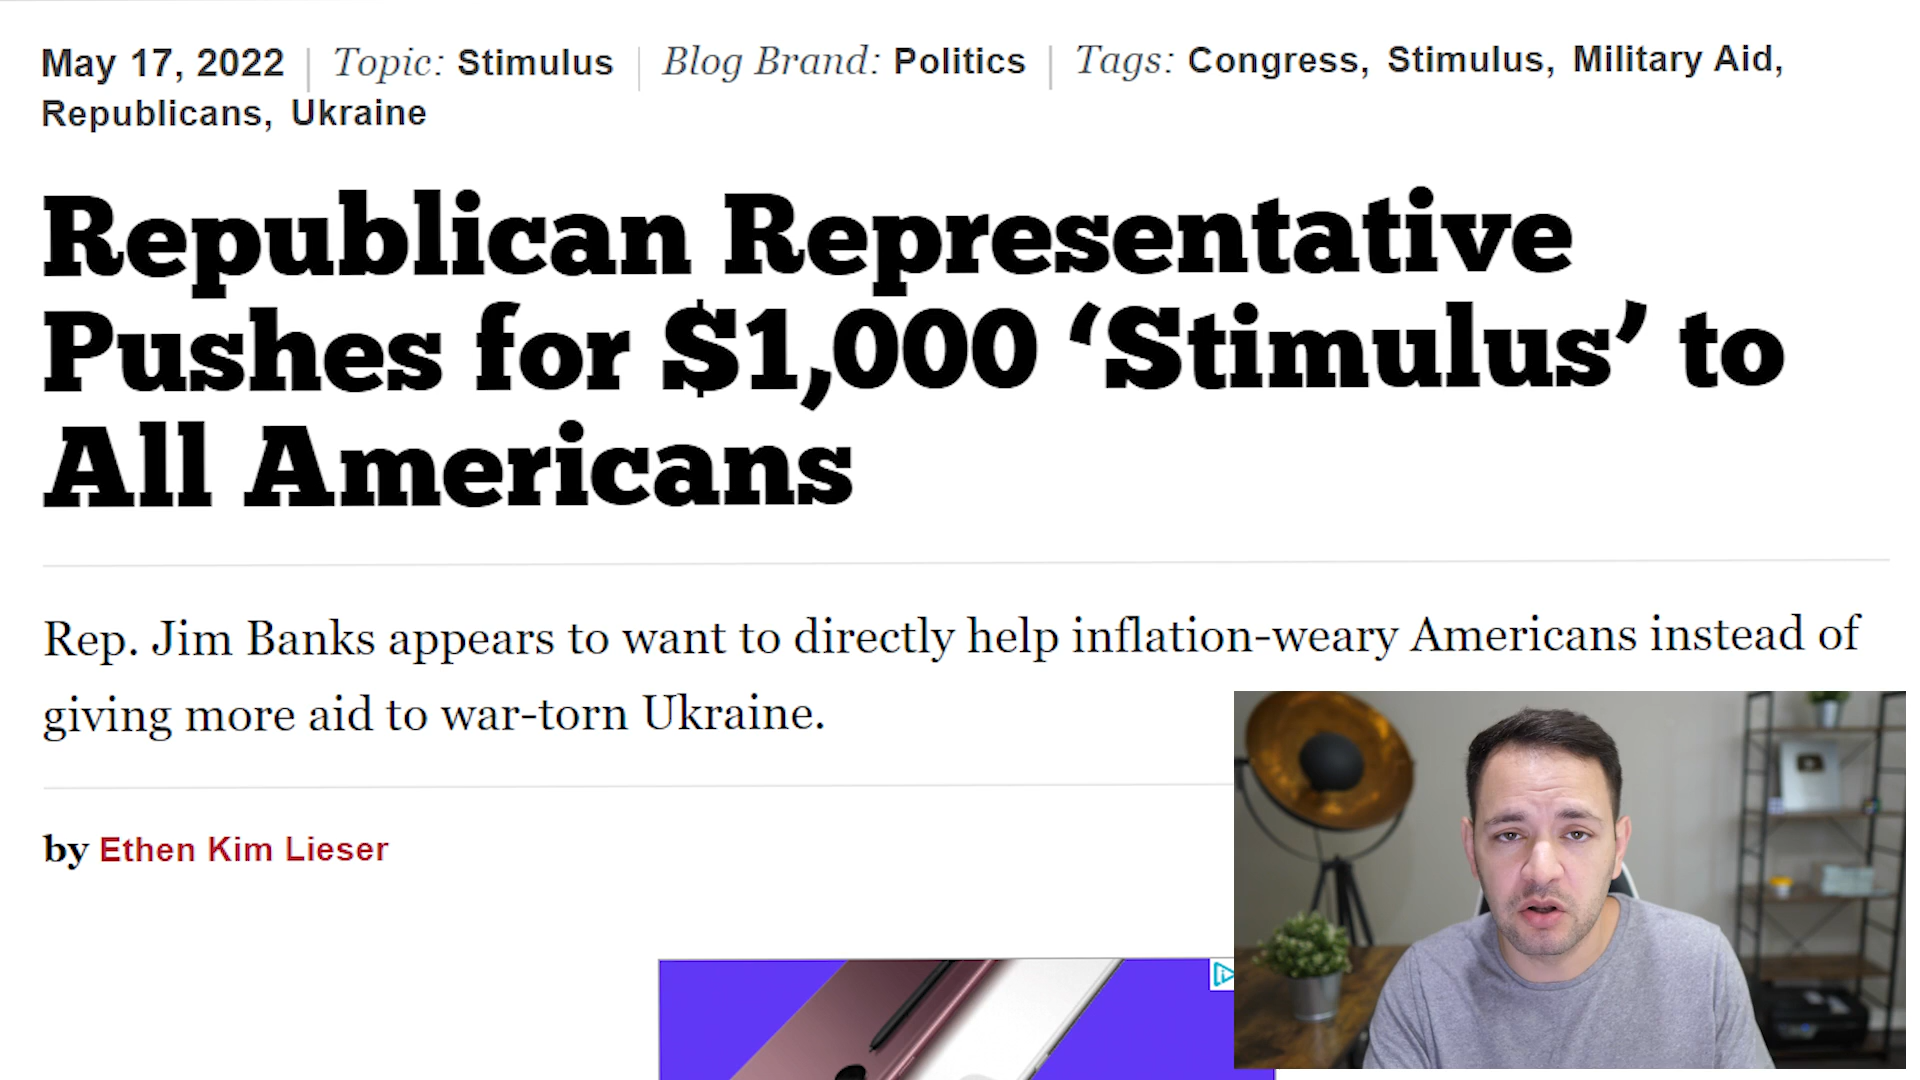 May 17, 2022 | Topic: Stimulus | Blog Brand: Politics | Tags: Congress, Stimulus, Military Aid,
Republicans, Ukraine
Republican Representative
Pushes for $1,000 ‘Stimulus’ to
All Americans
Rep. Jim Banks appears to want to directly help inflation-weary Americans instead of
giving more aid to war-torn Ukraine.
by Ethen Kim Lieser